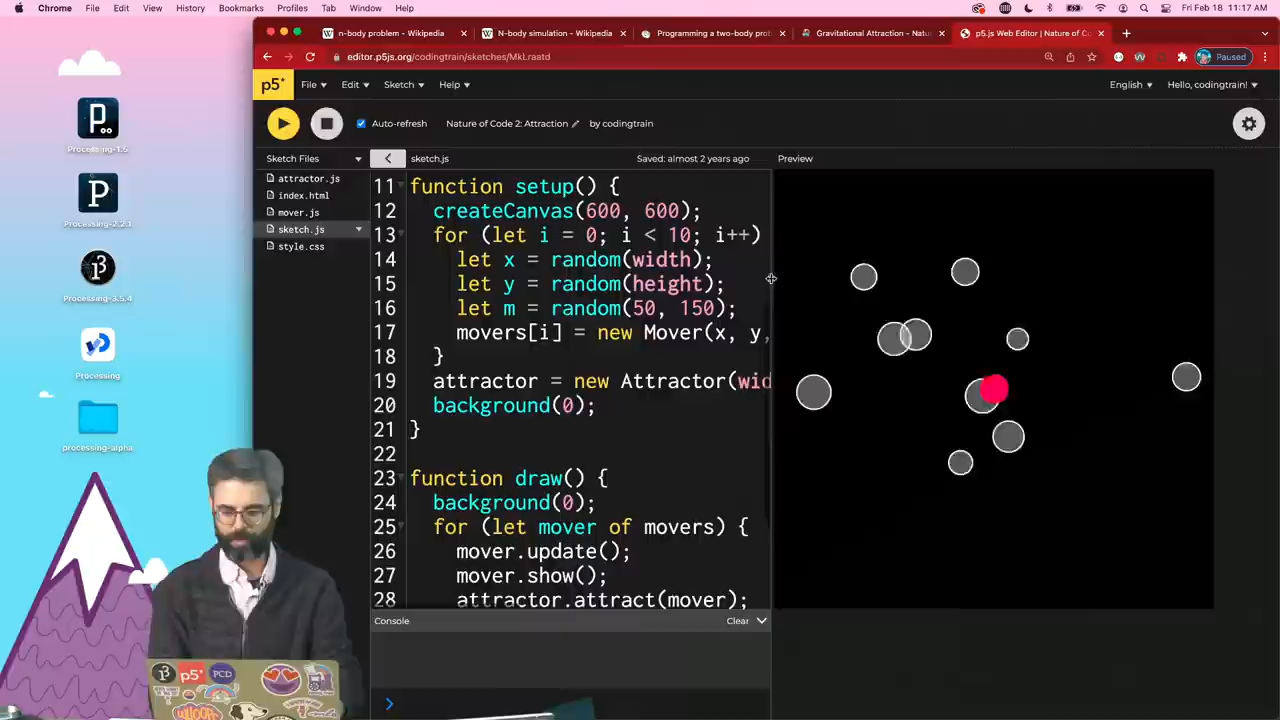 Chrome File Edit View History Bookmarks Profiles Tab Window Help Fri Feb 18 11:17 AM
n-body problem - Wikipedia
N-body simulation - Wikipedia
Programming a two-body prob
Gravitational Attraction - Natu
p5.js Web Editor | Nature of C
editor.p5js.org/codingtrain/sketches/MkLraatd
Paused
p5*
File Edit Sketch Help
English Hello, codingtrain!
Auto-refresh
Nature of Code 2: Attraction by codingtrain
Sketch Files
sketch.js
Saved: almost 2 years ago
Preview
attractor.js
index.html
mover.js
sketch.js
style.css
11 function setup() {
12 createCanvas(600, 600);
13 for (let i = 0; i < 10; i++)
14 let x = random(width);
15 let y = random(height);
16 let m = random(50, 150);
17 movers[i] = new Mover(x, y,
18 }
19 attractor = new Attractor(wid
20 background(0);
21 }
22
23 function draw() {
24 background(0);
25 for (let mover of movers) {
26 mover.update();
27 mover.show();
28 attractor.attract(mover);
Console
Clear
Processing-1.5
Processing-2.2.1
Processing-3.5.4
Processing
processing-alpha
p5*
PCD
WHOOP